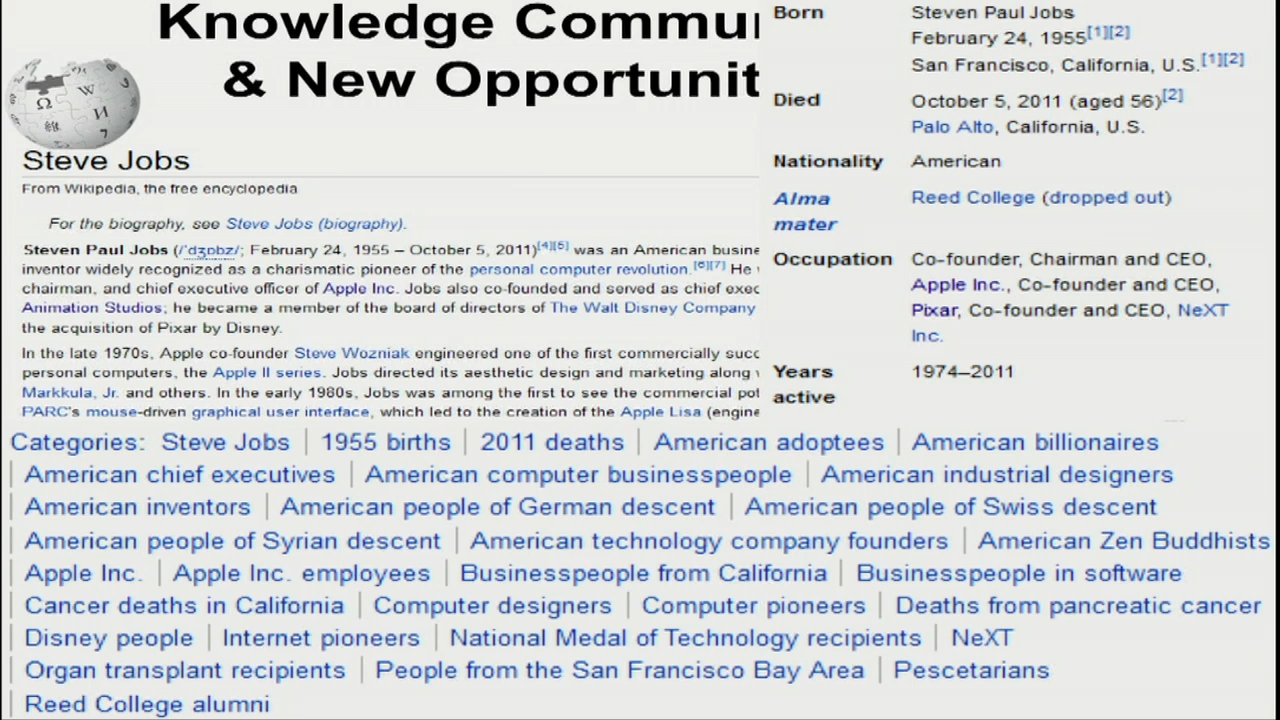 Knowledge Commu
& New Opportunit
Steve Jobs
From Wikipedia, the free encyclopedia
For the biography, see Steve Jobs (biography).
Steven Paul Jobs (/ˈdʒɒbz/; February 24, 1955 – October 5, 2011)[4][5] was an American busine
inventor widely recognized as a charismatic pioneer of the personal computer revolution.[6][7] He
chairman, and chief executive officer of Apple Inc. Jobs also co-founded and served as chief exec
Animation Studios; he became a member of the board of directors of The Walt Disney Company
the acquisition of Pixar by Disney.
In the late 1970s, Apple co-founder Steve Wozniak engineered one of the first commercially succ
personal computers, the Apple II series. Jobs directed its aesthetic design and marketing along
Markkula, Jr. and others. In the early 1980s, Jobs was among the first to see the commercial pot
PARC's mouse-driven graphical user interface, which led to the creation of the Apple Lisa (engine
Born Steven Paul Jobs
February 24, 1955[1][2]
San Francisco, California, U.S.[1][2]
Died October 5, 2011 (aged 56)[2]
Palo Alto, California, U.S.
Nationality American
Alma mater Reed College (dropped out)
Occupation Co-founder, Chairman and CEO,
Apple Inc., Co-founder and CEO,
Pixar, Co-founder and CEO, NeXT
Inc.
Years active 1974–2011
Categories: Steve Jobs | 1955 births | 2011 deaths | American adoptees | American billionaires
| American chief executives | American computer businesspeople | American industrial designers
| American inventors | American people of German descent | American people of Swiss descent
| American people of Syrian descent | American technology company founders | American Zen Buddhists
| Apple Inc. | Apple Inc. employees | Businesspeople from California | Businesspeople in software
| Cancer deaths in California | Computer designers | Computer pioneers | Deaths from pancreatic cancer
| Disney people | Internet pioneers | National Medal of Technology recipients | NeXT
| Organ transplant recipients | People from the San Francisco Bay Area | Pescetarians
| Reed College alumni